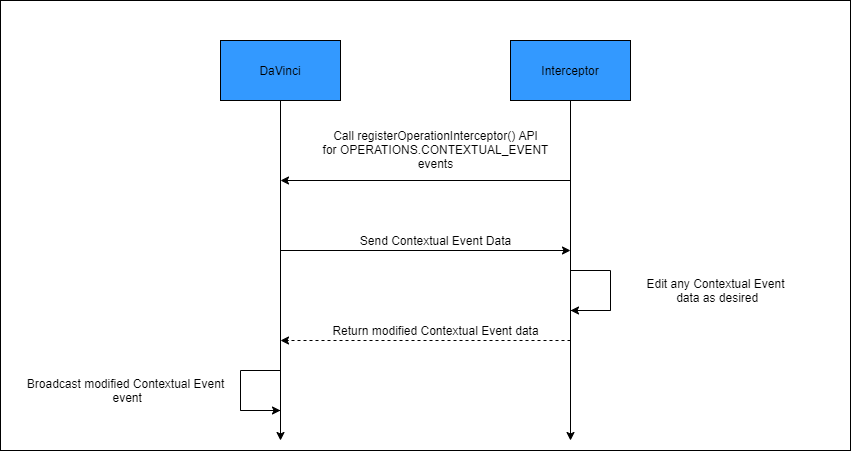 DaVinci
Interceptor
Call registerOperationInterceptor() API
for OPERATIONS.CONTEXTUAL_EVENT
events
Send Contextual Event Data
Edit any Contextual Event
data as desired
Return modified Contextual Event data
Broadcast modified Contextual Event
event